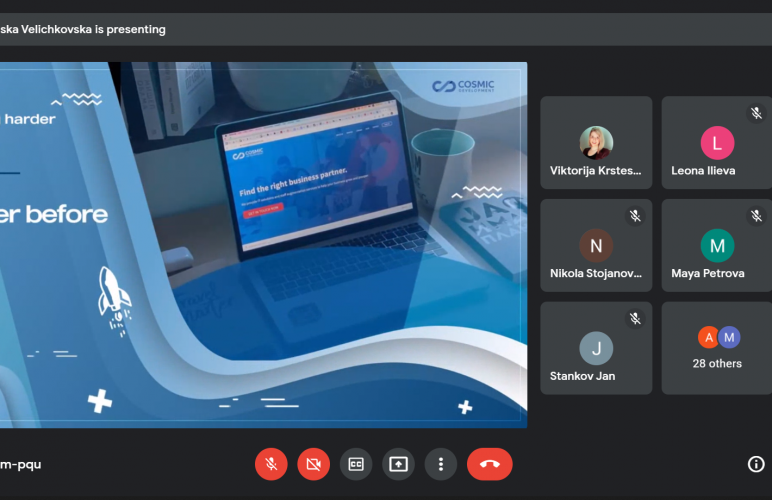 ska Velichkovska is presenting
harder
er before
COSMIC
DEVELOPMENT
COSMIC
Find the right business partner.
Viktorija Krstes...
L
Leona Ilieva
N
Nikola Stojanov...
M
Maya Petrova
J
Stankov Jan
A M
28 others
m-pqu
CC